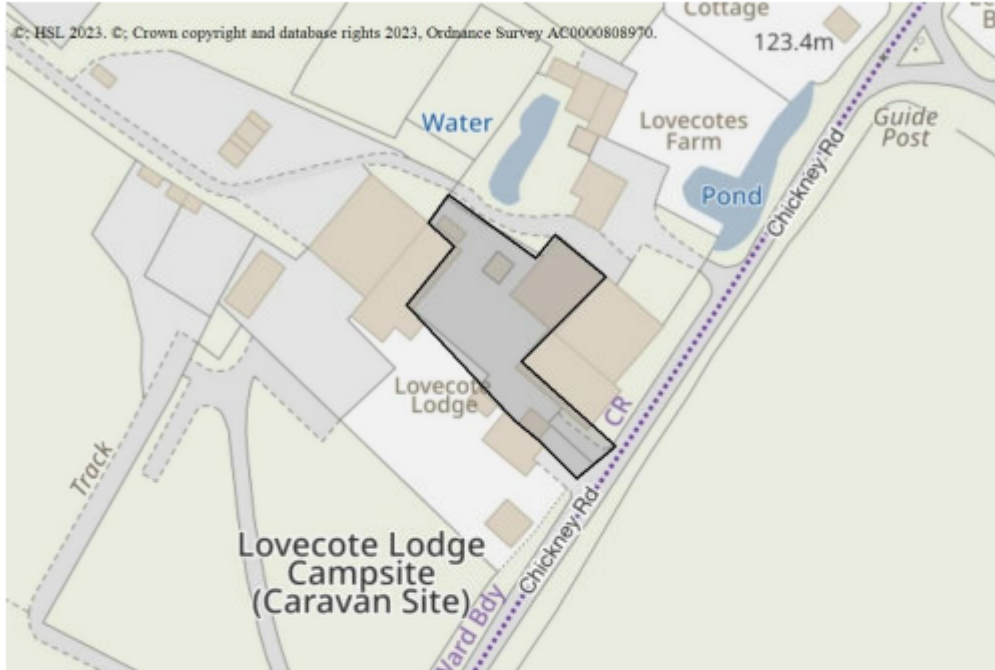 Cottage
©; HSL 2023. ©; Crown copyright and database rights 2023, Ordnance Survey AC0000808970.
123.4m
Water
Lovecotes
Farm
Guide
Post
Chickney Rd
Pond
Lovecote
Lodge
CR
Track
Chickney Rd
Lovecote Lodge
Campsite
(Caravan Site)
Ward Bdy